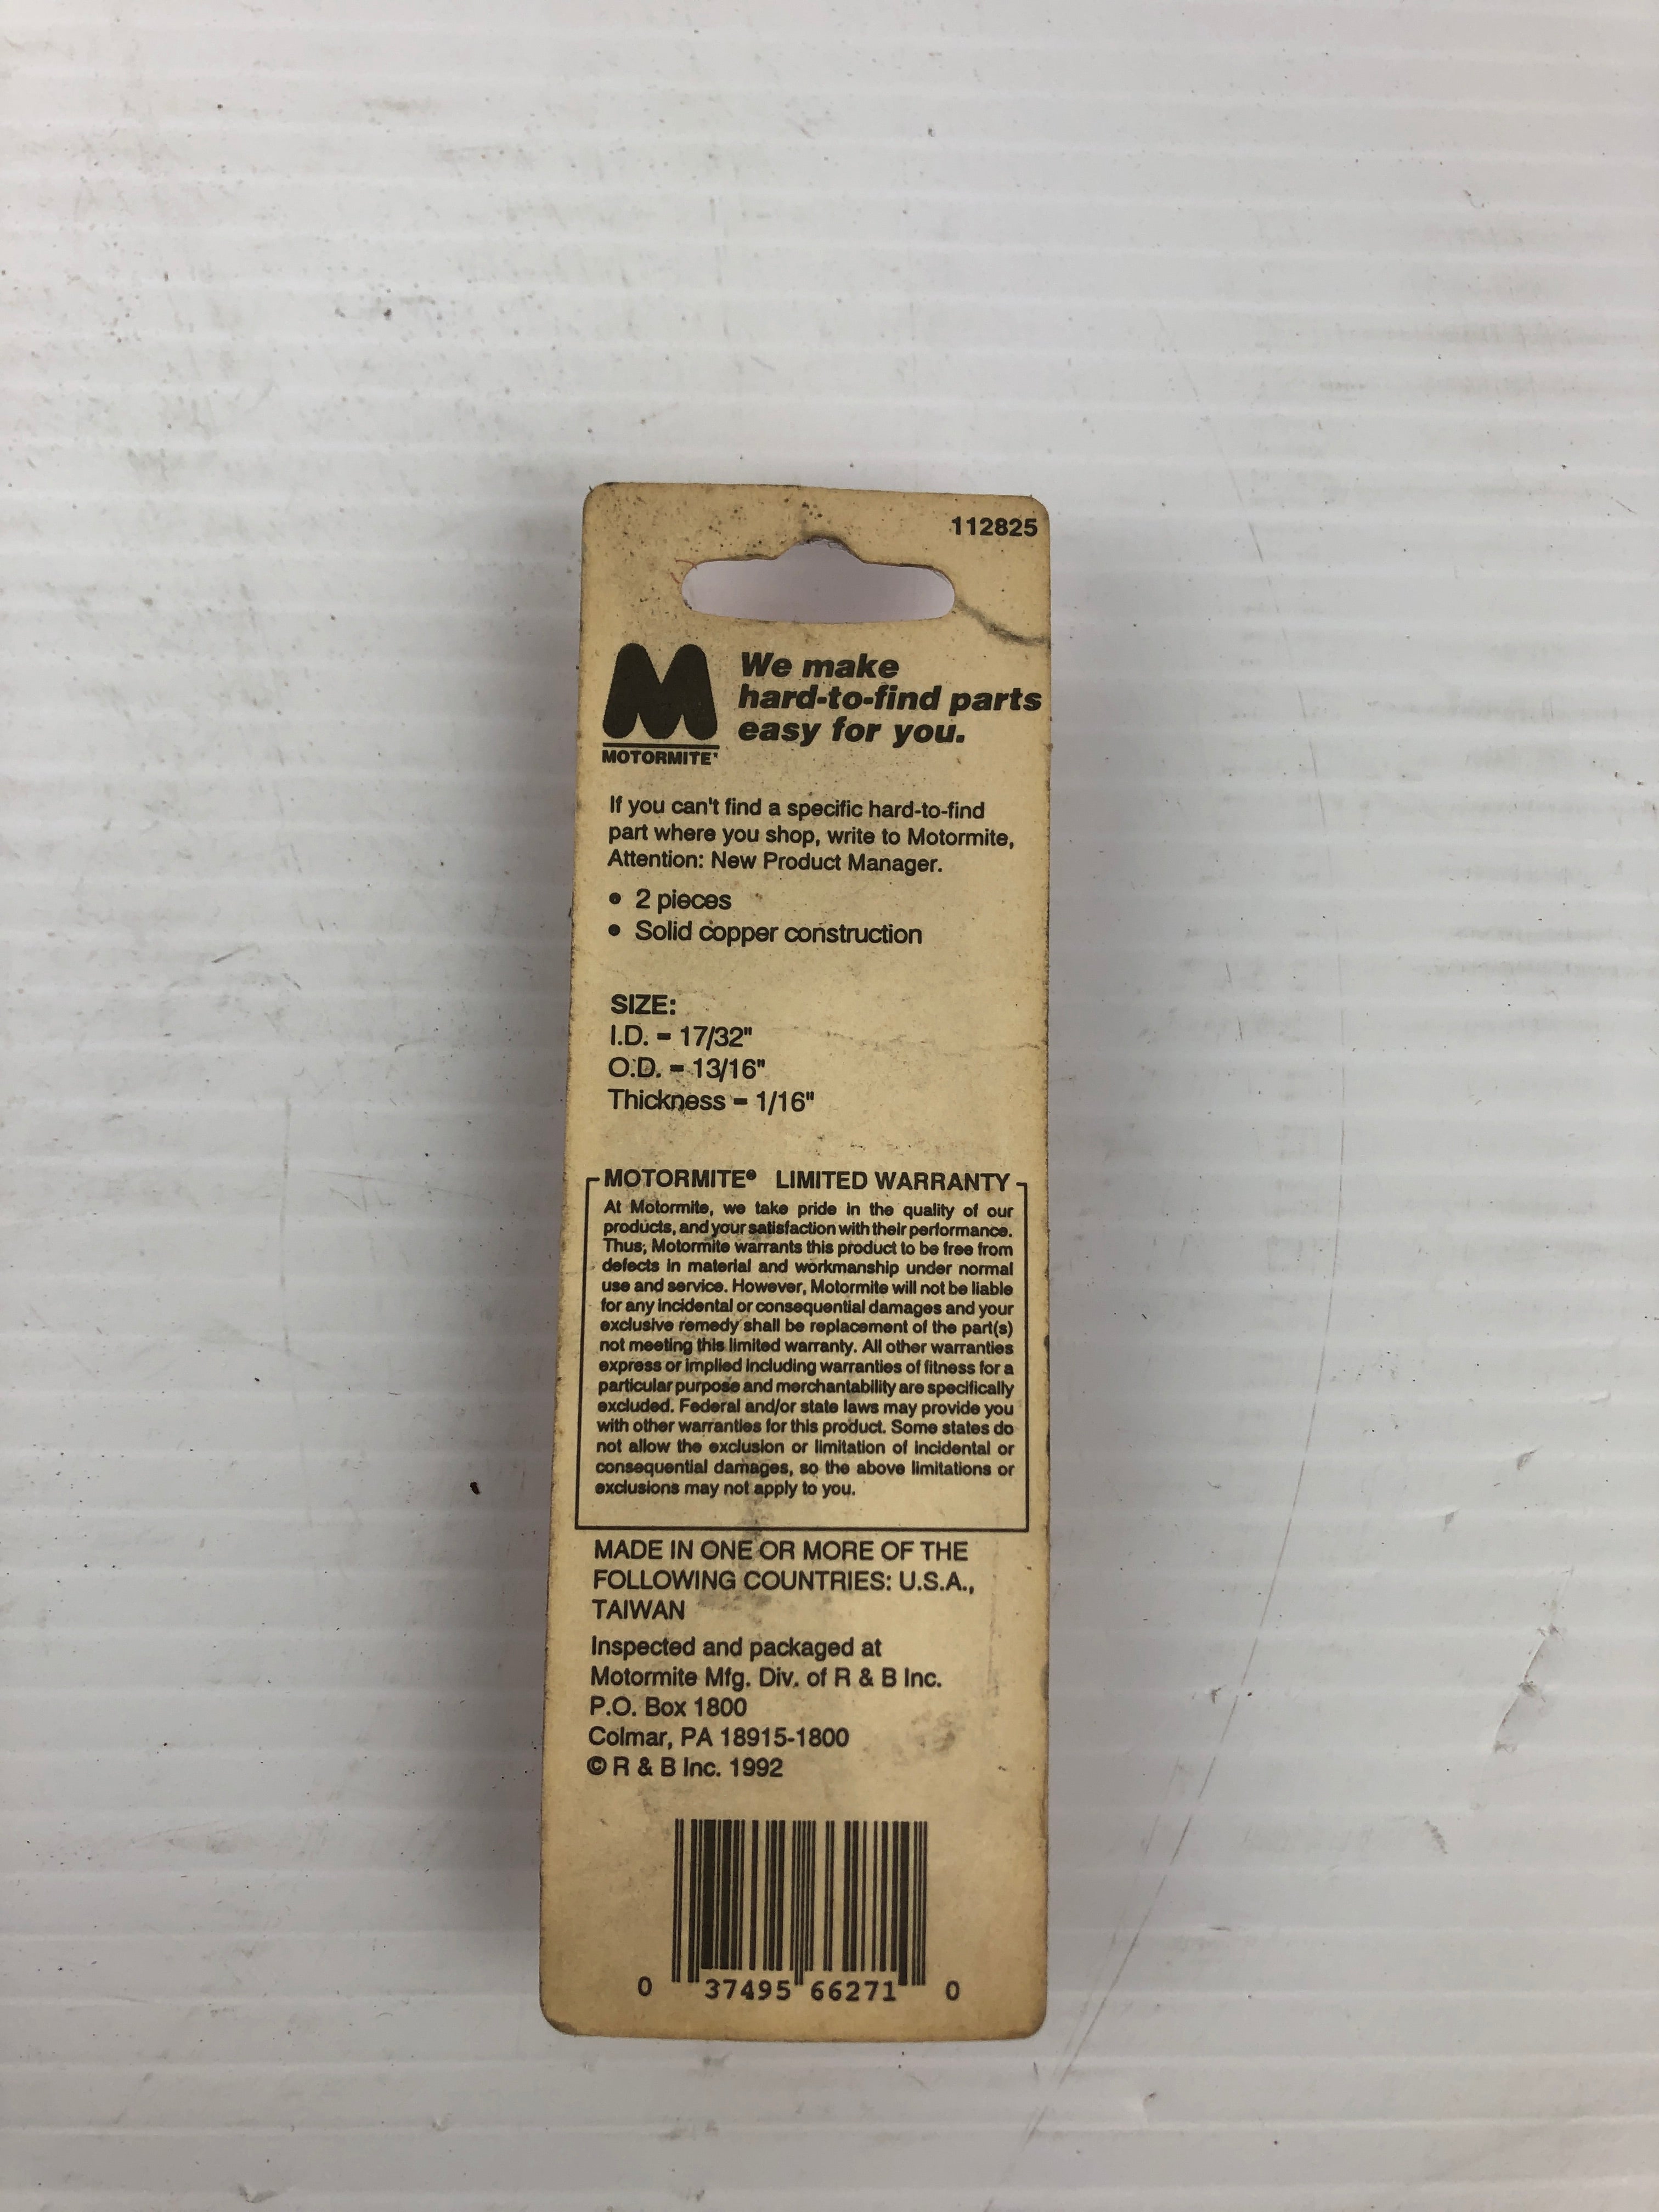 112825
We make
hard-to-find parts
easy for you.
MOTORMITE
If you can't find a specific hard-to-find
part where you shop, write to Motormite,
Attention: New Product Manager.
• 2 pieces
• Solid copper construction
SIZE:
I.D. = 17/32"
O.D. = 13/16"
Thickness = 1/16"
MOTORMITE® LIMITED WARRANTY
At Motormite, we take pride in the quality of our
products, and your satisfaction with their performance.
Thus, Motormite warrants this product to be free from
defects in material and workmanship under normal
use and service. However, Motormite will not be liable
for any incidental or consequential damages and your
exclusive remedy shall be replacement of the part(s)
not meeting this limited warranty. All other warranties
express or implied including warranties of fitness for a
particular purpose and merchantability are specifically
excluded. Federal and/or state laws may provide you
with other warranties for this product. Some states do
not allow the exclusion or limitation of incidental or
consequential damages, so the above limitations or
exclusions may not apply to you.
MADE IN ONE OR MORE OF THE
FOLLOWING COUNTRIES: U.S.A.,
TAIWAN
Inspected and packaged at
Motormite Mfg. Div. of R & B Inc.
P.O. Box 1800
Colmar, PA 18915-1800
© R & B Inc. 1992
0 37495 66271 0